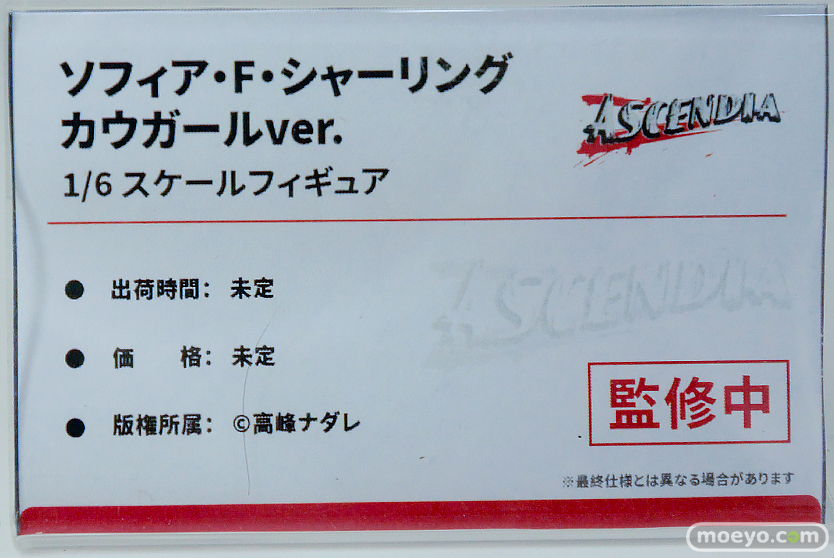 ソフィア・F・シャーリング
カウガールver.
1/6 スケールフィギュア
ASCENDIA
● 出荷時間： 未定
ASCENDIA
● 価　　格： 未定
● 版権所属： ©高峰ナダレ
監修中
※最終仕様とは異なる場合があります
moeyo.com